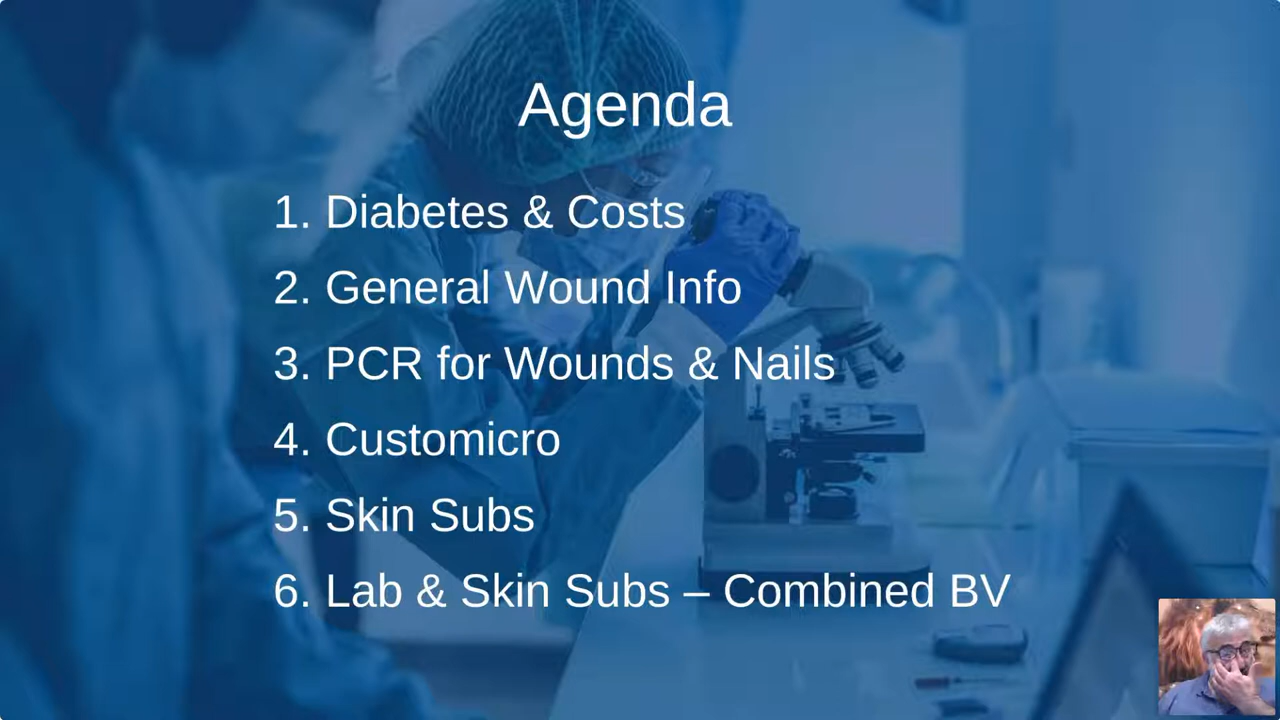 Agenda
1. Diabetes & Costs
2. General Wound Info
3. PCR for Wounds & Nails
4. Customicro
5. Skin Subs
6. Lab & Skin Subs – Combined BV